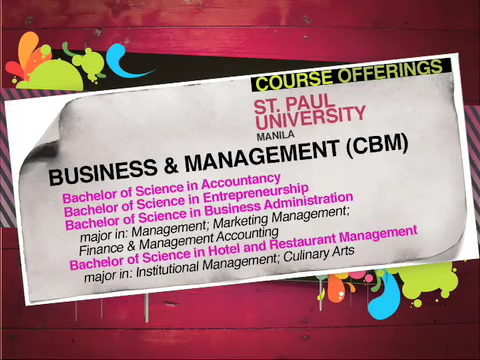 COURSE OFFERINGS
ST. PAUL
UNIVERSITY
MANILA
BUSINESS & MANAGEMENT (CBM)
Bachelor of Science in Accountancy
Bachelor of Science in Entrepreneurship
Bachelor of Science in Business Administration
major in: Management; Marketing Management;
Finance & Management Accounting
Bachelor of Science in Hotel and Restaurant Management
major in: Institutional Management; Culinary Arts